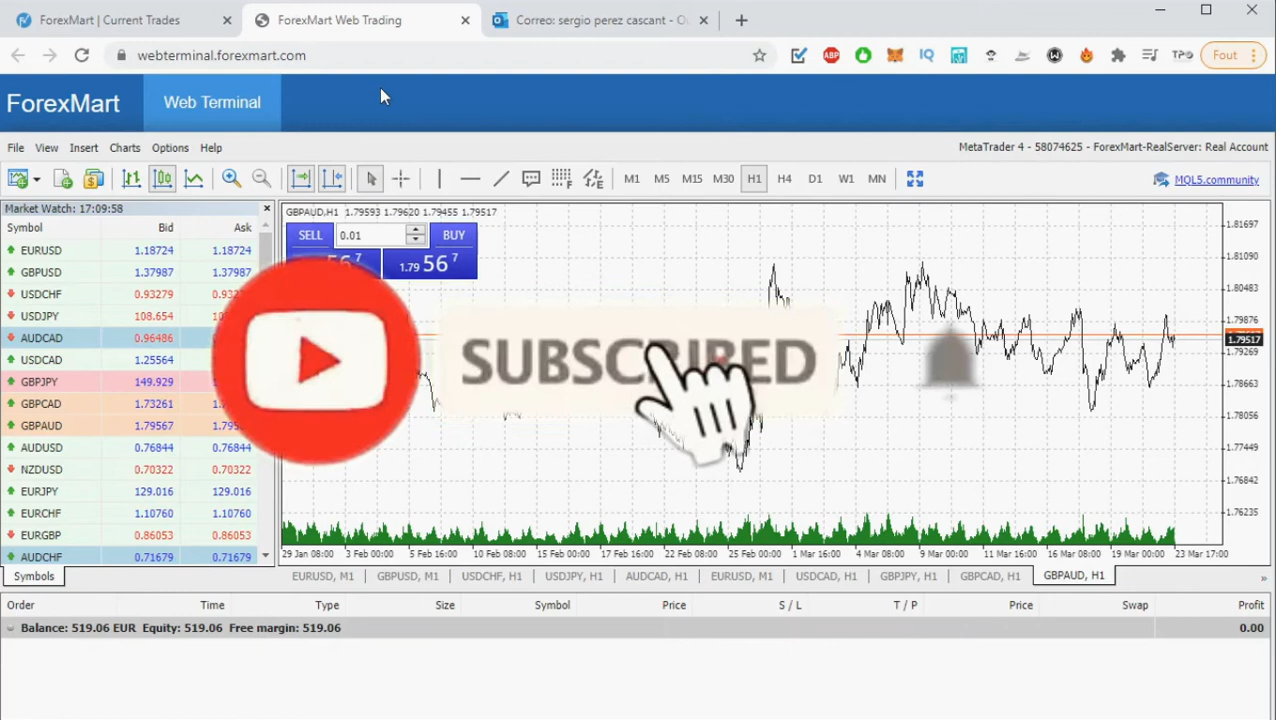 ForexMart | Current Trades
ForexMart Web Trading
Correo: sergio perez cascant - Ou
webterminal.forexmart.com
ABP
IQ
Fout
ForexMart
Web Terminal
File View Insert Charts Options Help
MetaTrader 4 - 58074625 - ForexMart-RealServer: Real Account
M1 M5 M15 M30 H1 H4 D1 W1 MN
MQL5.community
Market Watch: 17:09:58
Symbol Bid Ask
EURUSD 1.18724 1.18724
GBPUSD 1.37987 1.37987
USDCHF 0.93279
USDJPY 108.654
AUDCAD 0.96486
USDCAD 1.25564
GBPJPY 149.929
GBPCAD 1.73261
GBPAUD 1.79567
AUDUSD 0.76844
NZDUSD 0.70322 0.70322
EURJPY 129.016 129.016
EURCHF 1.10760 1.10760
EURGBP 0.86053 0.86053
AUDCHF 0.71679 0.71679
Symbols
GBPAUD,H1 1.79593 1.79620 1.79455 1.79517
SELL 0.01 BUY
1.79 56 7
SUBSCRIBED
1.81697
1.81090
1.80483
1.79876
1.79517
1.79269
1.78663
1.78056
1.77449
1.76842
1.76235
29 Jan 08:00 3 Feb 00:00 5 Feb 16:00 10 Feb 08:00 15 Feb 00:00 17 Feb 16:00 22 Feb 08:00 25 Feb 00:00 1 Mar 16:00 4 Mar 08:00 9 Mar 00:00 11 Mar 16:00 16 Mar 08:00 19 Mar 00:00 23 Mar 17:00
EURUSD, M1 GBPUSD, M1 USDCHF, H1 USDJPY, H1 AUDCAD, H1 EURUSD, M1 USDCAD, H1 GBPJPY, H1 GBPCAD, H1 GBPAUD, H1
Order Time Type Size Symbol Price S / L T / P Price Swap Profit
Balance: 519.06 EUR Equity: 519.06 Free margin: 519.06 0.00